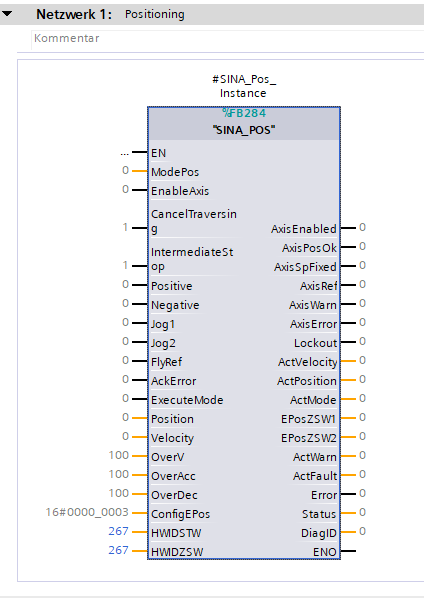 Netzwerk 1: Positioning
Kommentar
#SINA_Pos_
Instance
%FB284
"SINA_POS"
... EN
0 ModePos
0 EnableAxis
CancelTraversin
1 g AxisEnabled 0
AxisPosOk 0
IntermediateSt
1 op AxisSpFixed 0
0 Positive AxisRef 0
0 Negative AxisWarn 0
0 Jog1 AxisError 0
0 Jog2 Lockout 0
0 FlyRef ActVelocity 0
0 AckError ActPosition 0
0 ExecuteMode ActMode 0
0 Position EPosZSW1 0
0 Velocity EPosZSW2 0
100 OverV ActWarn 0
100 OverAcc ActFault 0
100 OverDec Error 0
16#0000_0003 ConfigEPos Status 0
267 HWIDSTW DiagID 0
267 HWIDZSW ENO